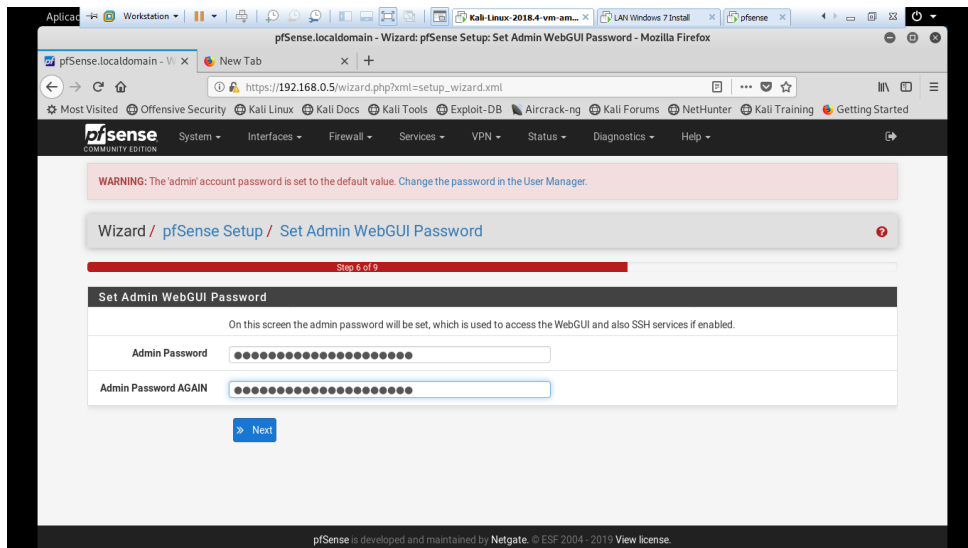 Aplicac Workstation Kali-Linux-2018.4-vm-am... LAN Windows 7 Install pfsense
pfSense.localdomain - Wizard: pfSense Setup: Set Admin WebGUI Password - Mozilla Firefox
pfSense.localdomain - W New Tab
https://192.168.0.5/wizard.php?xml=setup_wizard.xml
Most Visited Offensive Security Kali Linux Kali Docs Kali Tools Exploit-DB Aircrack-ng Kali Forums NetHunter Kali Training Getting Started
pfsense System Interfaces Firewall Services VPN Status Diagnostics Help
COMMUNITY EDITION
WARNING: The 'admin' account password is set to the default value. Change the password in the User Manager.
Wizard / pfSense Setup / Set Admin WebGUI Password
Step 6 of 9
Set Admin WebGUI Password
On this screen the admin password will be set, which is used to access the WebGUI and also SSH services if enabled.
Admin Password
Admin Password AGAIN
Next
pfSense is developed and maintained by Netgate. © ESF 2004 - 2019 View license.